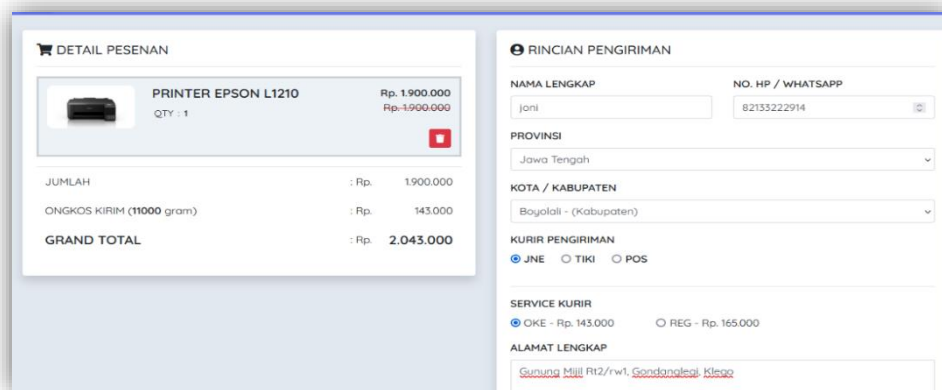 DETAIL PESENAN
PRINTER EPSON L1210
Rp. 1.900.000
QTY : 1
Rp. 1.900.000
JUMLAH : Rp. 1.900.000
ONGKOS KIRIM (11000 gram) : Rp. 143.000
GRAND TOTAL : Rp. 2.043.000
RINCIAN PENGIRIMAN
NAMA LENGKAP
joni
NO. HP / WHATSAPP
82133222914
PROVINSI
Jawa Tengah
KOTA / KABUPATEN
Boyolali - (Kabupaten)
KURIR PENGIRIMAN
JNE TIKI POS
SERVICE KURIR
OKE - Rp. 143.000 REG - Rp. 165.000
ALAMAT LENGKAP
Gunung Mijil Rt2/rw1, Gondanglegi, Klego